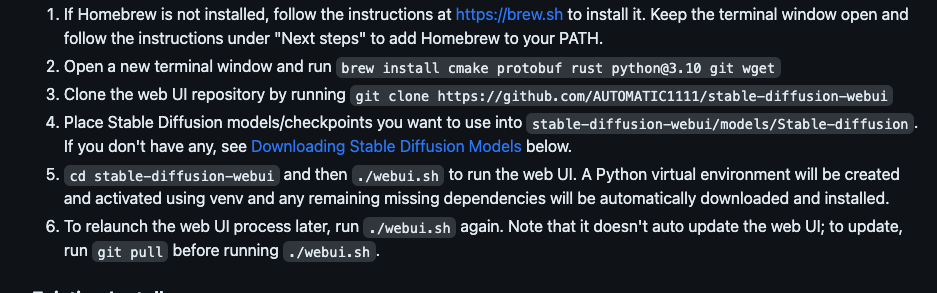 1. If Homebrew is not installed, follow the instructions at https://brew.sh to install it. Keep the terminal window open and
follow the instructions under "Next steps" to add Homebrew to your PATH.
2. Open a new terminal window and run brew install cmake protobuf rust python@3.10 git wget
3. Clone the web UI repository by running git clone https://github.com/AUTOMATIC1111/stable-diffusion-webui
4. Place Stable Diffusion models/checkpoints you want to use into stable-diffusion-webui/models/Stable-diffusion.
If you don't have any, see Downloading Stable Diffusion Models below.
5. cd stable-diffusion-webui and then ./webui.sh to run the web UI. A Python virtual environment will be created
and activated using venv and any remaining missing dependencies will be automatically downloaded and installed.
6. To relaunch the web UI process later, run ./webui.sh again. Note that it doesn't auto update the web UI; to update,
run git pull before running ./webui.sh.